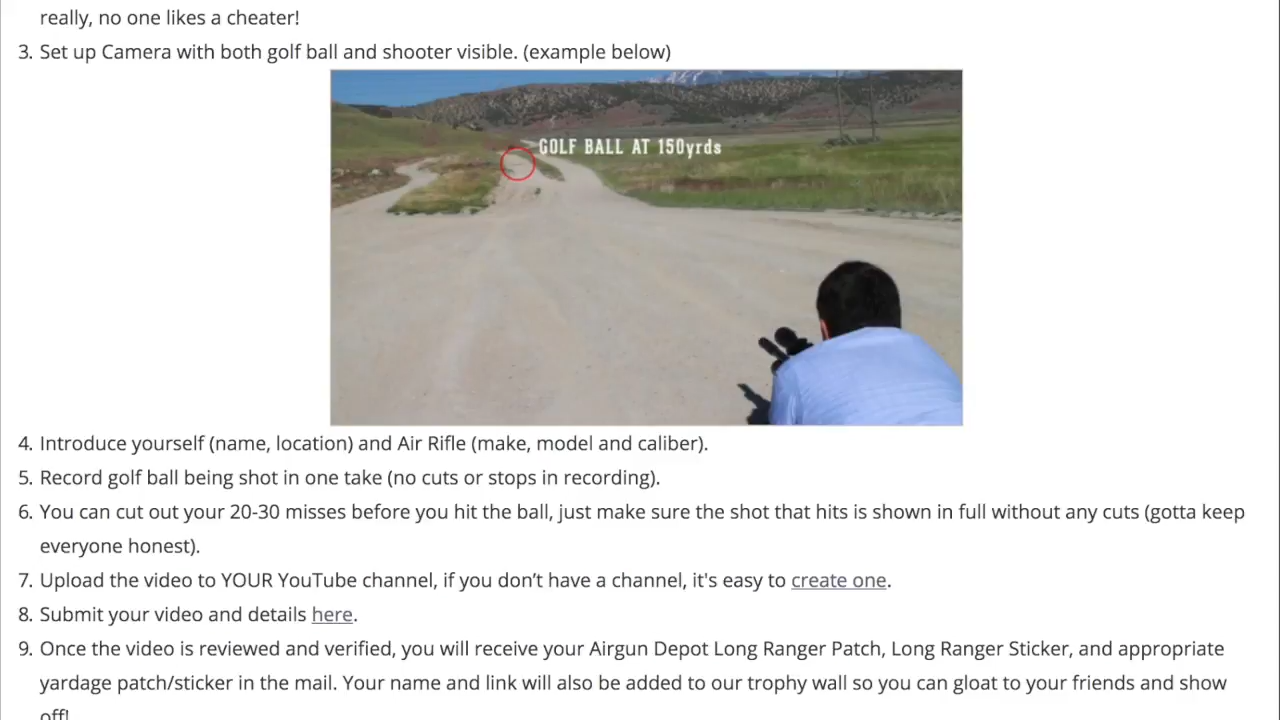 really, no one likes a cheater!
3. Set up Camera with both golf ball and shooter visible. (example below)
GOLF BALL AT 150yrds
4. Introduce yourself (name, location) and Air Rifle (make, model and caliber).
5. Record golf ball being shot in one take (no cuts or stops in recording).
6. You can cut out your 20-30 misses before you hit the ball, just make sure the shot that hits is shown in full without any cuts (gotta keep
everyone honest).
7. Upload the video to YOUR YouTube channel, if you don’t have a channel, it's easy to create one.
8. Submit your video and details here.
9. Once the video is reviewed and verified, you will receive your Airgun Depot Long Ranger Patch, Long Ranger Sticker, and appropriate
yardage patch/sticker in the mail. Your name and link will also be added to our trophy wall so you can gloat to your friends and show
off!